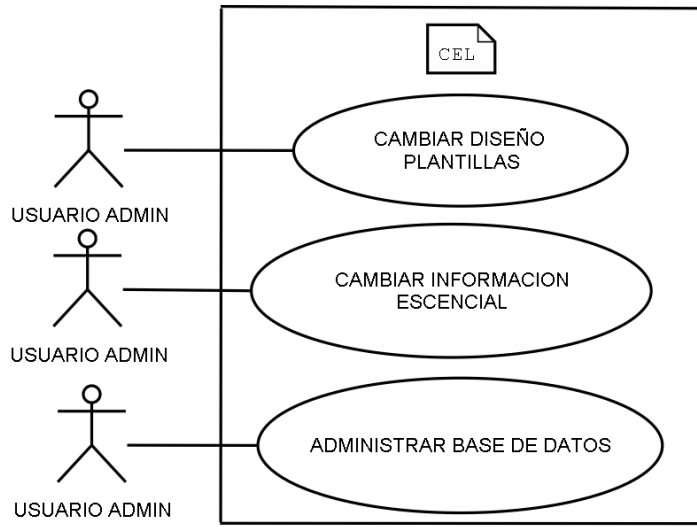 CEL
CAMBIAR DISEÑO
PLANTILLAS
USUARIO ADMIN
CAMBIAR INFORMACION
ESCENCIAL
USUARIO ADMIN
ADMINISTRAR BASE DE DATOS
USUARIO ADMIN